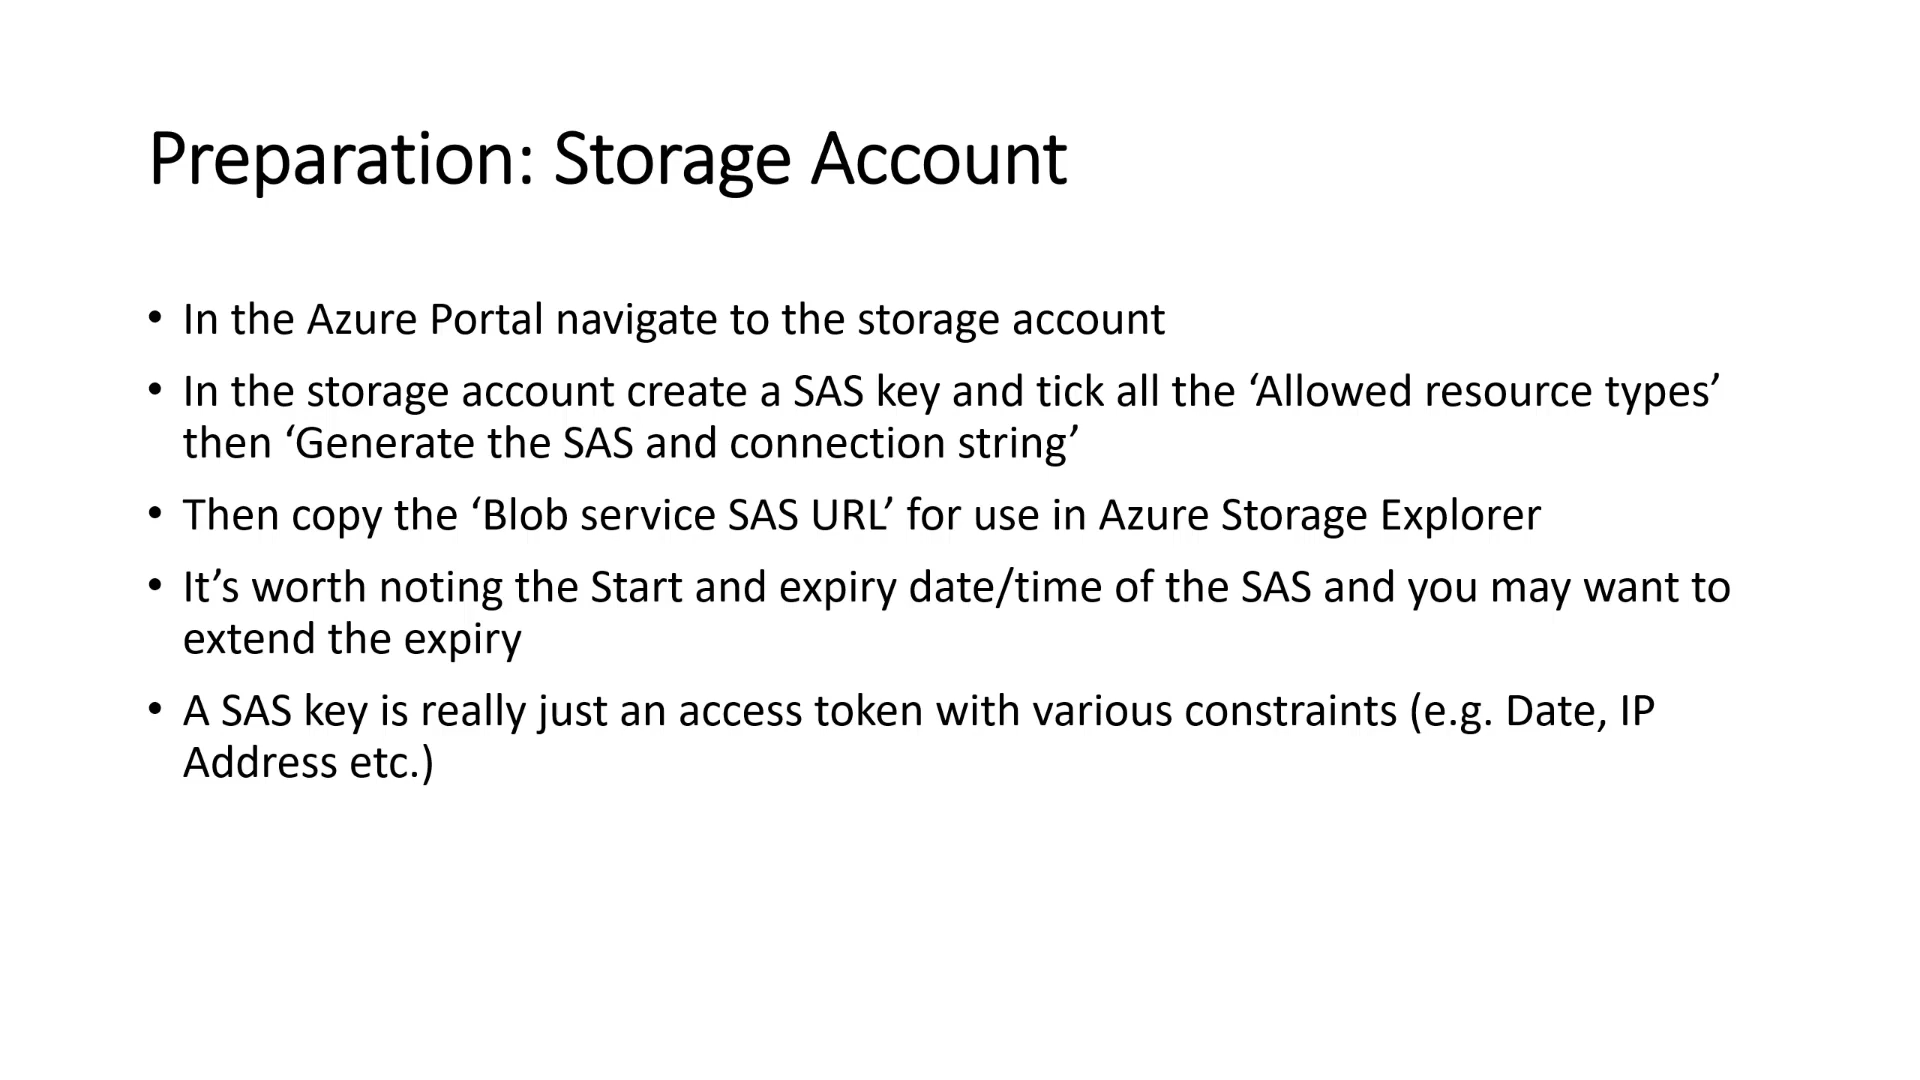 Preparation: Storage Account
• In the Azure Portal navigate to the storage account
• In the storage account create a SAS key and tick all the ‘Allowed resource types’
then ‘Generate the SAS and connection string’
• Then copy the ‘Blob service SAS URL’ for use in Azure Storage Explorer
• It’s worth noting the Start and expiry date/time of the SAS and you may want to
extend the expiry
• A SAS key is really just an access token with various constraints (e.g. Date, IP
Address etc.)